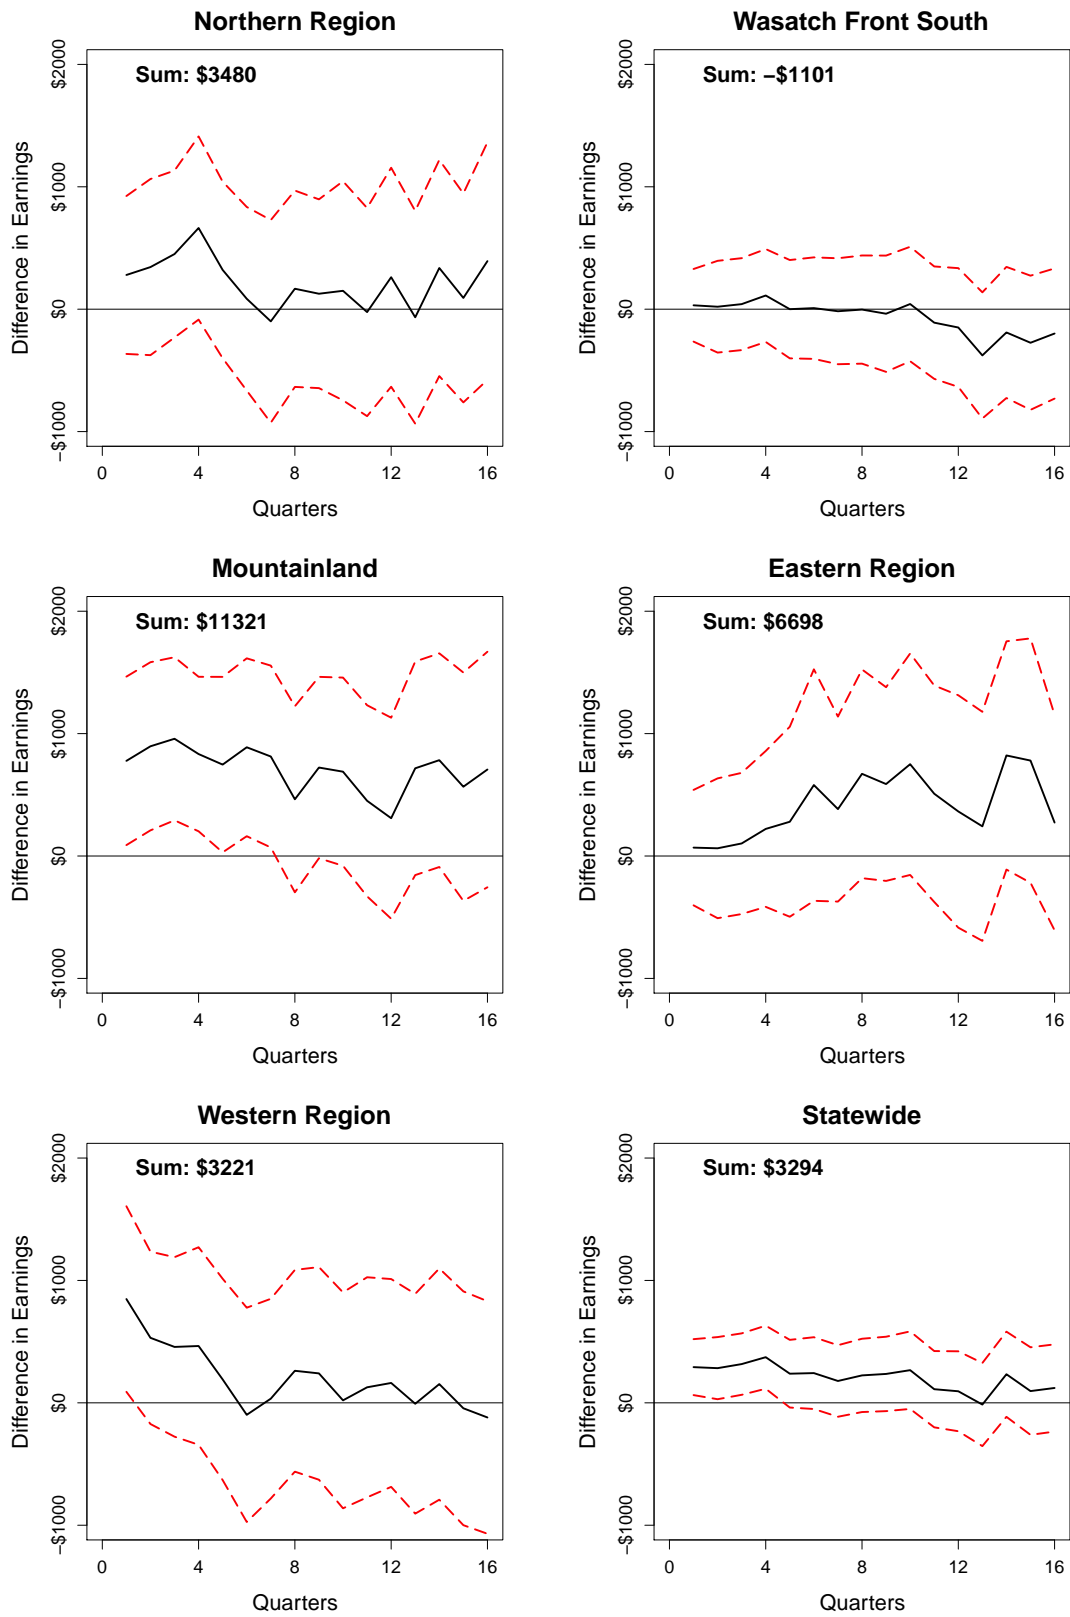 Northern Region
Sum: $3480
Difference in Earnings
$2000
$1000
$0
−$1000
0 4 8 12 16
Quarters
Wasatch Front South
Sum: −$1101
Difference in Earnings
$2000
$1000
$0
−$1000
0 4 8 12 16
Quarters
Mountainland
Sum: $11321
Difference in Earnings
$2000
$1000
$0
−$1000
0 4 8 12 16
Quarters
Eastern Region
Sum: $6698
Difference in Earnings
$2000
$1000
$0
−$1000
0 4 8 12 16
Quarters
Western Region
Sum: $3221
Difference in Earnings
$2000
$1000
$0
−$1000
0 4 8 12 16
Quarters
Statewide
Sum: $3294
Difference in Earnings
$2000
$1000
$0
−$1000
0 4 8 12 16
Quarters